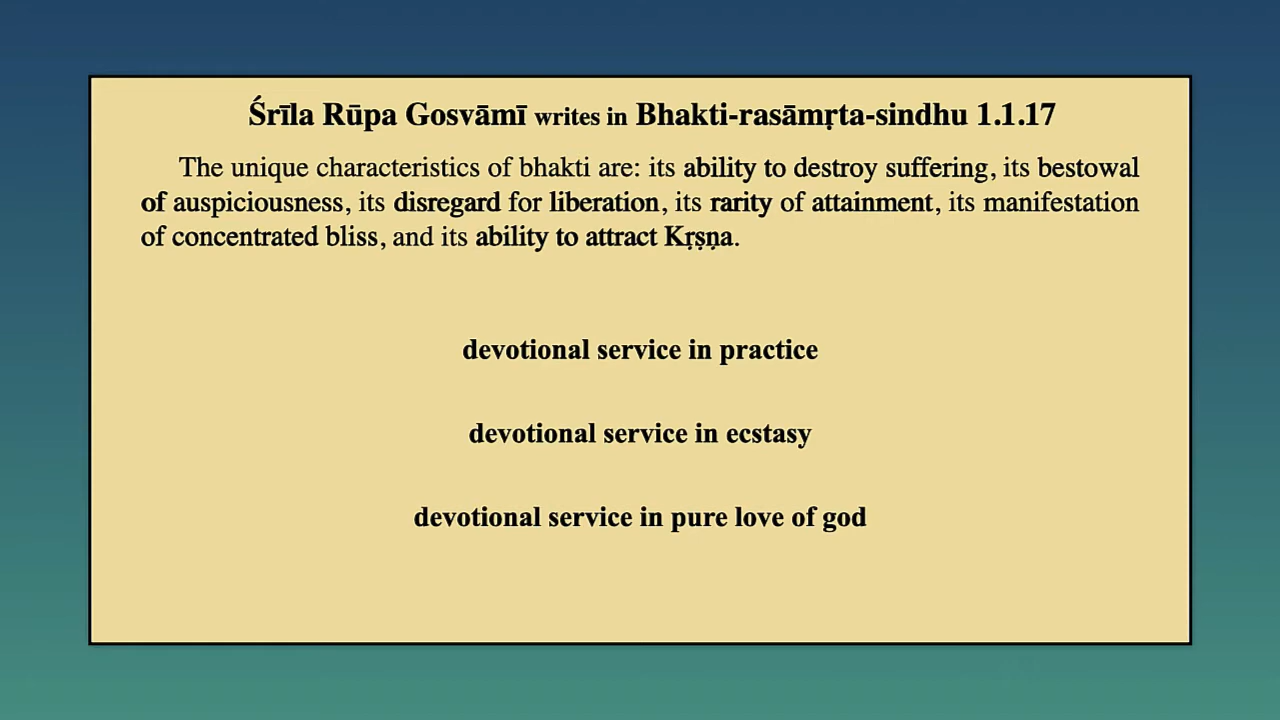 Śrīla Rūpa Gosvāmī writes in Bhakti-rasāmṛta-sindhu 1.1.17
The unique characteristics of bhakti are: its ability to destroy suffering, its bestowal
of auspiciousness, its disregard for liberation, its rarity of attainment, its manifestation
of concentrated bliss, and its ability to attract Kṛṣṇa.
devotional service in practice
devotional service in ecstasy
devotional service in pure love of god